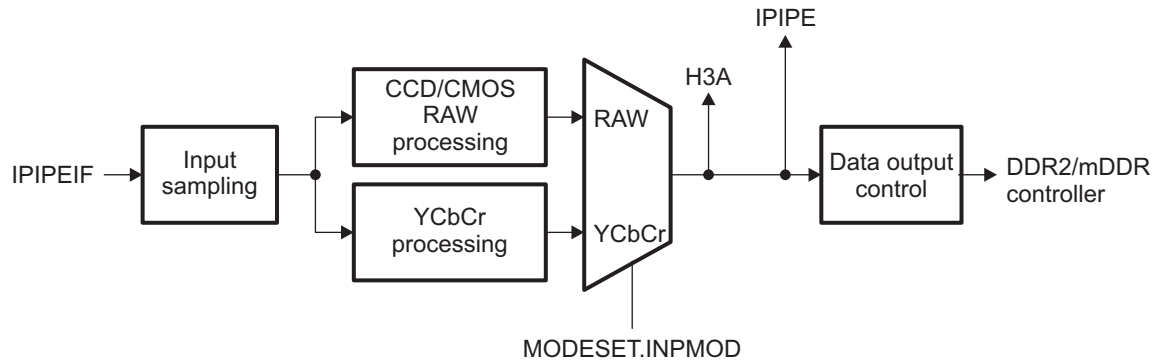 IPIPE
H3A
CCD/CMOS
RAW
processing
RAW
IPIPEIF
Input
sampling
Data output
control
DDR2/mDDR
controller
YCbCr
processing
YCbCr
MODESET.INPMOD